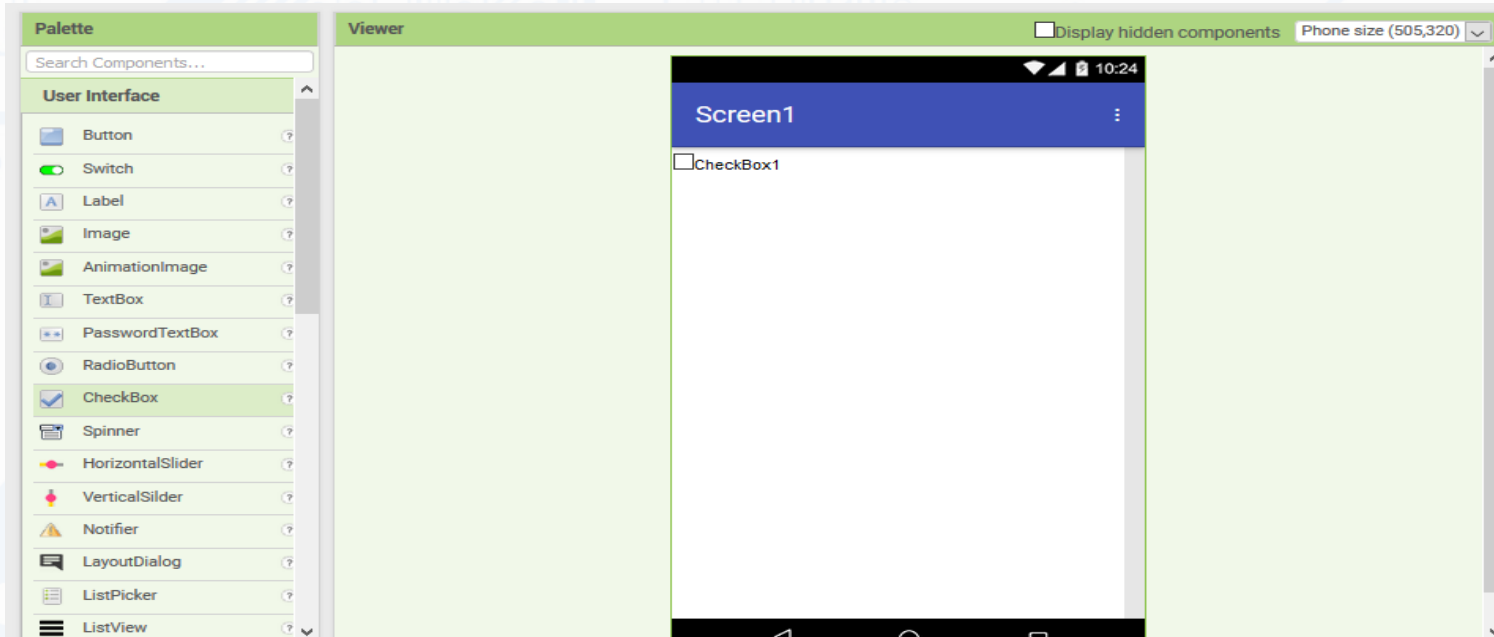 Palette
Search Components...
User Interface
Button
Switch
Label
Image
AnimationImage
TextBox
PasswordTextBox
RadioButton
CheckBox
Spinner
HorizontalSlider
VerticalSilder
Notifier
LayoutDialog
ListPicker
ListView
Viewer
Display hidden components
Phone size (505,320)
10:24
Screen1
CheckBox1